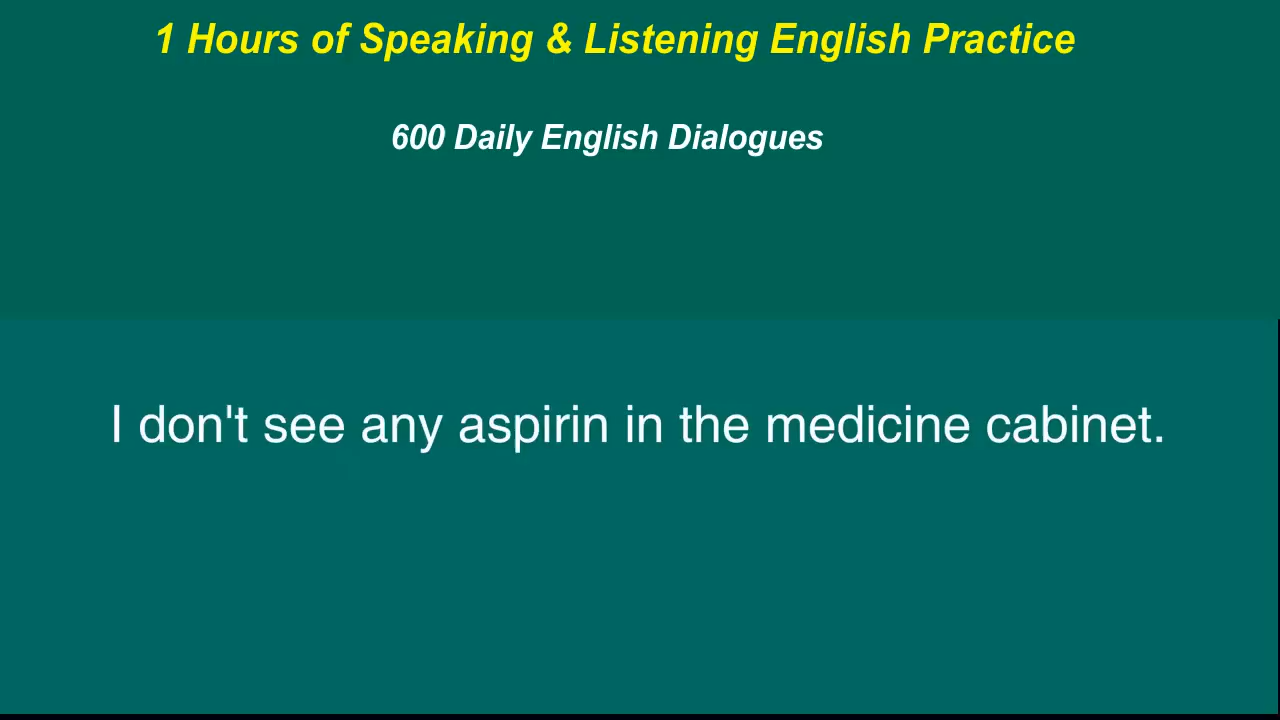 1 Hours of Speaking & Listening English Practice
600 Daily English Dialogues
I don't see any aspirin in the medicine cabinet.